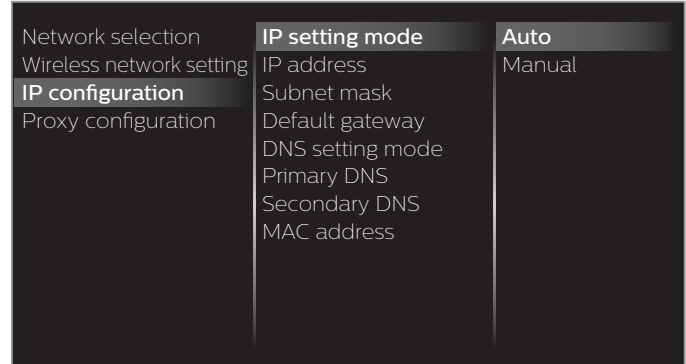 Network selection
Wireless network setting
IP configuration
Proxy configuration
IP setting mode
IP address
Subnet mask
Default gateway
DNS setting mode
Primary DNS
Secondary DNS
MAC address
Auto
Manual